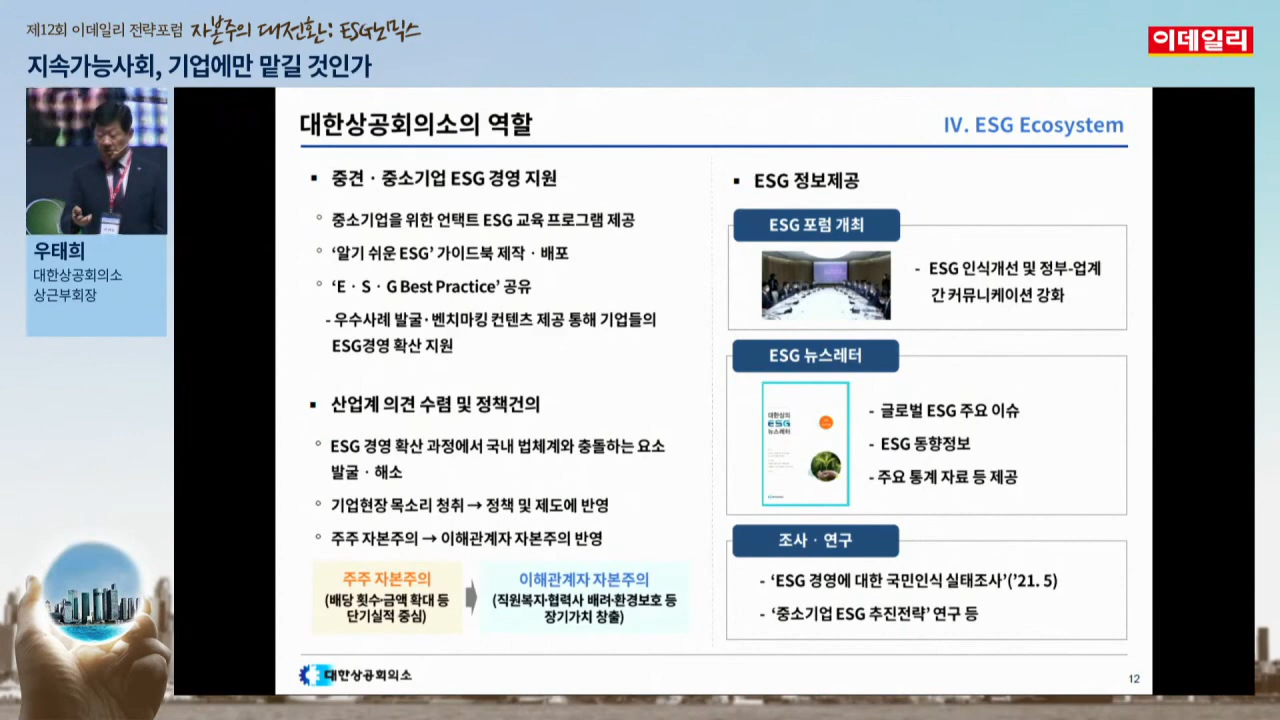 제12회 이데일리 전략포럼 자본주의 대전환: ESG노믹스
이데일리
지속가능사회, 기업에만 맡길 것인가
우태희
대한상공회의소
상근부회장
대한상공회의소의 역할
IV. ESG Ecosystem
▪ 중견 · 중소기업 ESG 경영 지원
° 중소기업을 위한 언택트 ESG 교육 프로그램 제공
° ‘알기 쉬운 ESG’ 가이드북 제작 · 배포
° ‘E · S · G Best Practice’ 공유
- 우수사례 발굴· 벤치마킹 컨텐츠 제공 통해 기업들의
ESG경영 확산 지원
▪ 산업계 의견 수렴 및 정책건의
° ESG 경영 확산 과정에서 국내 법체계와 충돌하는 요소
발굴 · 해소
° 기업현장 목소리 청취 → 정책 및 제도에 반영
° 주주 자본주의 → 이해관계자 자본주의 반영
주주 자본주의
(배당 횟수·금액 확대 등
단기실적 중심)
이해관계자 자본주의
(직원복지·협력사 배려·환경보호 등
장기가치 창출)
▪ ESG 정보제공
ESG 포럼 개최
- ESG 인식개선 및 정부-업계
간 커뮤니케이션 강화
ESG 뉴스레터
대한상의
ESG
뉴스레터
- 글로벌 ESG 주요 이슈
- ESG 동향정보
- 주요 통계 자료 등 제공
조사 · 연구
- ‘ESG 경영에 대한 국민인식 실태조사’(’21. 5)
- ‘중소기업 ESG 추진전략’ 연구 등
대한상공회의소
12